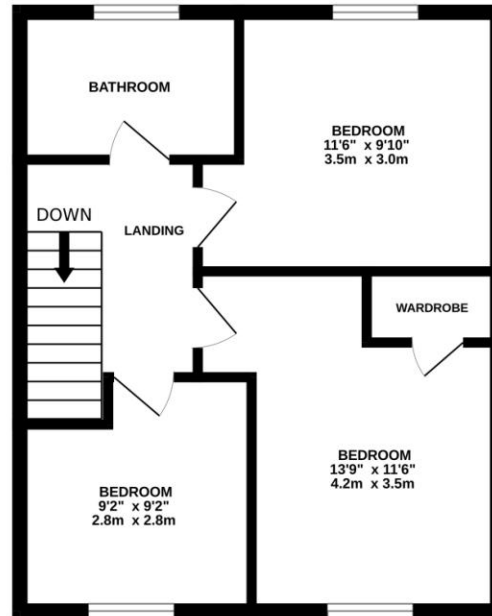 BATHROOM
BEDROOM
11'6" x 9'10"
3.5m x 3.0m
DOWN
LANDING
WARDROBE
BEDROOM
13'9" x 11'6"
4.2m x 3.5m
BEDROOM
9'2" x 9'2"
2.8m x 2.8m